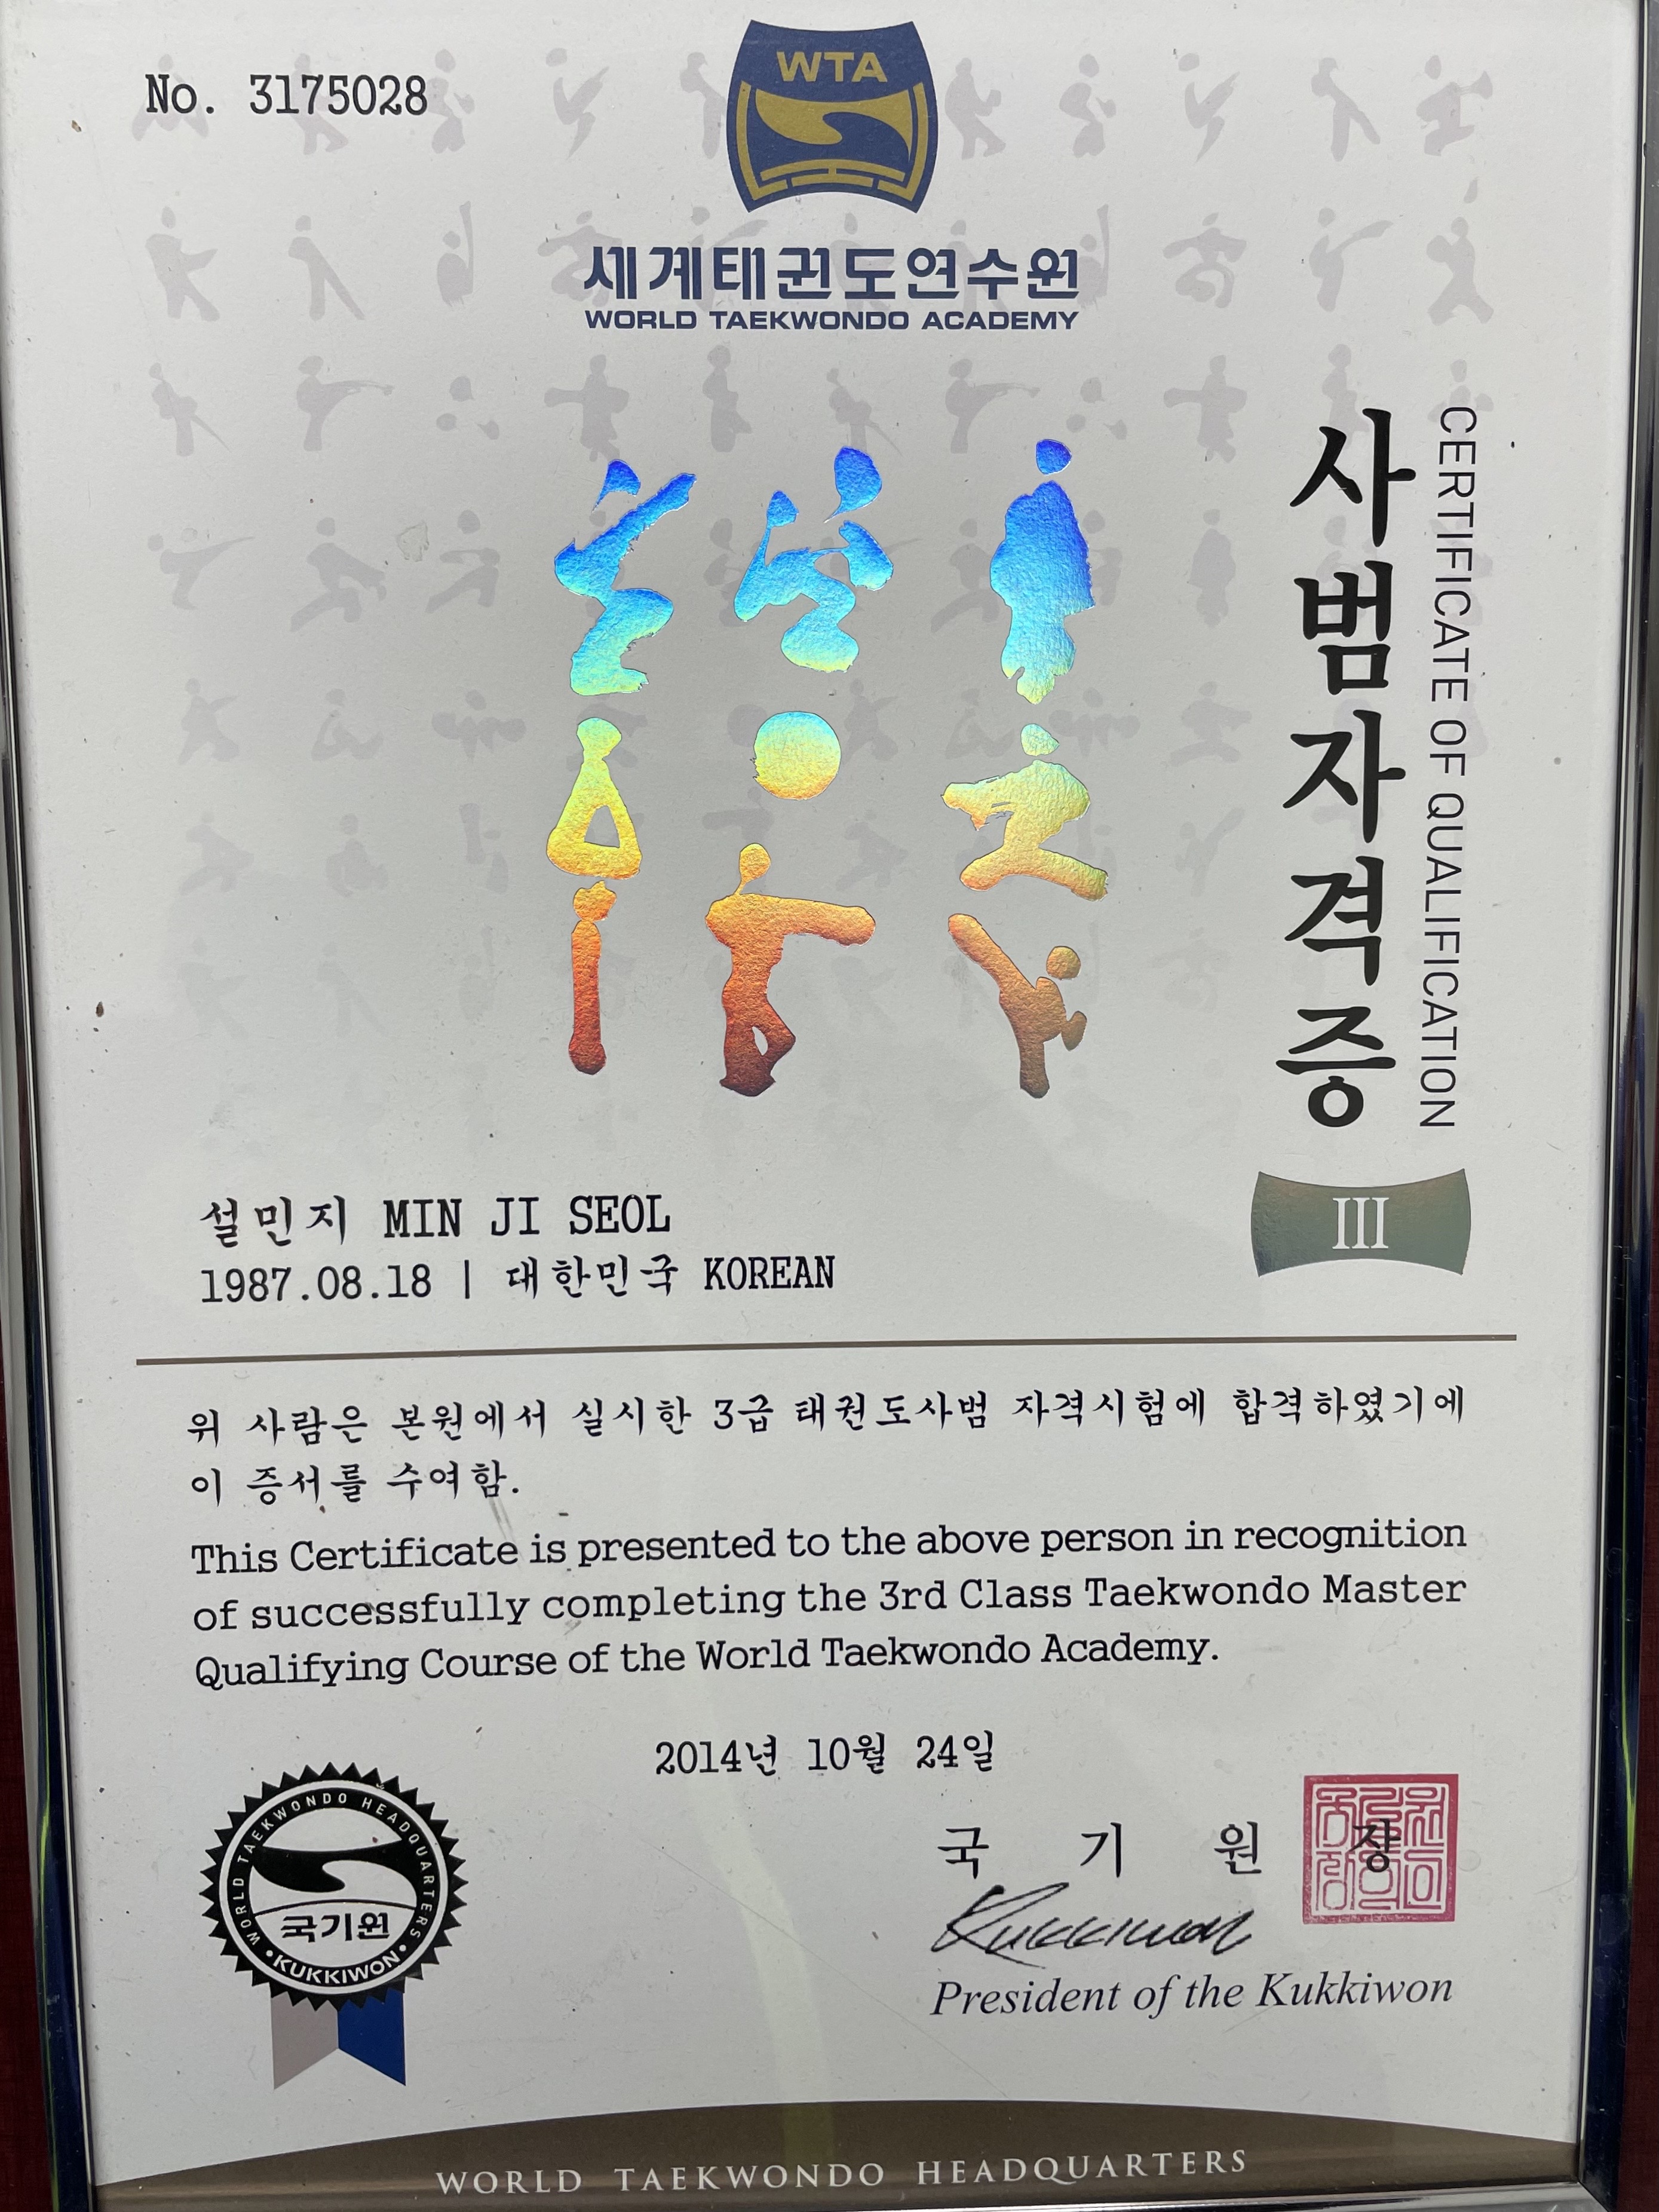 No. 3175028
WTA
세계태권도연수원
WORLD TAEKWONDO ACADEMY
사범자격증
CERTIFICATE OF QUALIFICATION
III
설민지 MIN JI SEOL
1987.08.18 | 대한민국 KOREAN
위 사람은 본원에서 실시한 3급 태권도사범 자격시험에 합격하였기에
이 증서를 수여함.
This Certificate is presented to the above person in recognition
of successfully completing the 3rd Class Taekwondo Master
Qualifying Course of the World Taekwondo Academy.
2014년 10월 24일
국 기 원 장
Kukkiwon
President of the Kukkiwon
WORLD TAEKWONDO HEADQUARTERS
국기원
KUKKIWON
WORLD TAEKWONDO HEADQUARTERS